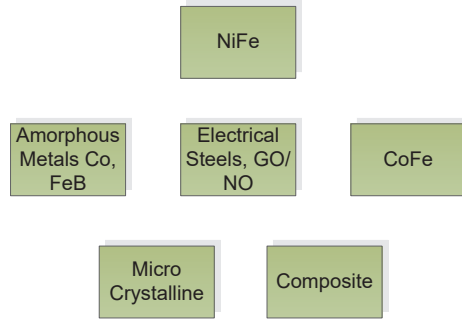 NiFe
Amorphous
Metals Co,
FeB
Electrical
Steels, GO/
NO
CoFe
Micro
Crystalline
Composite